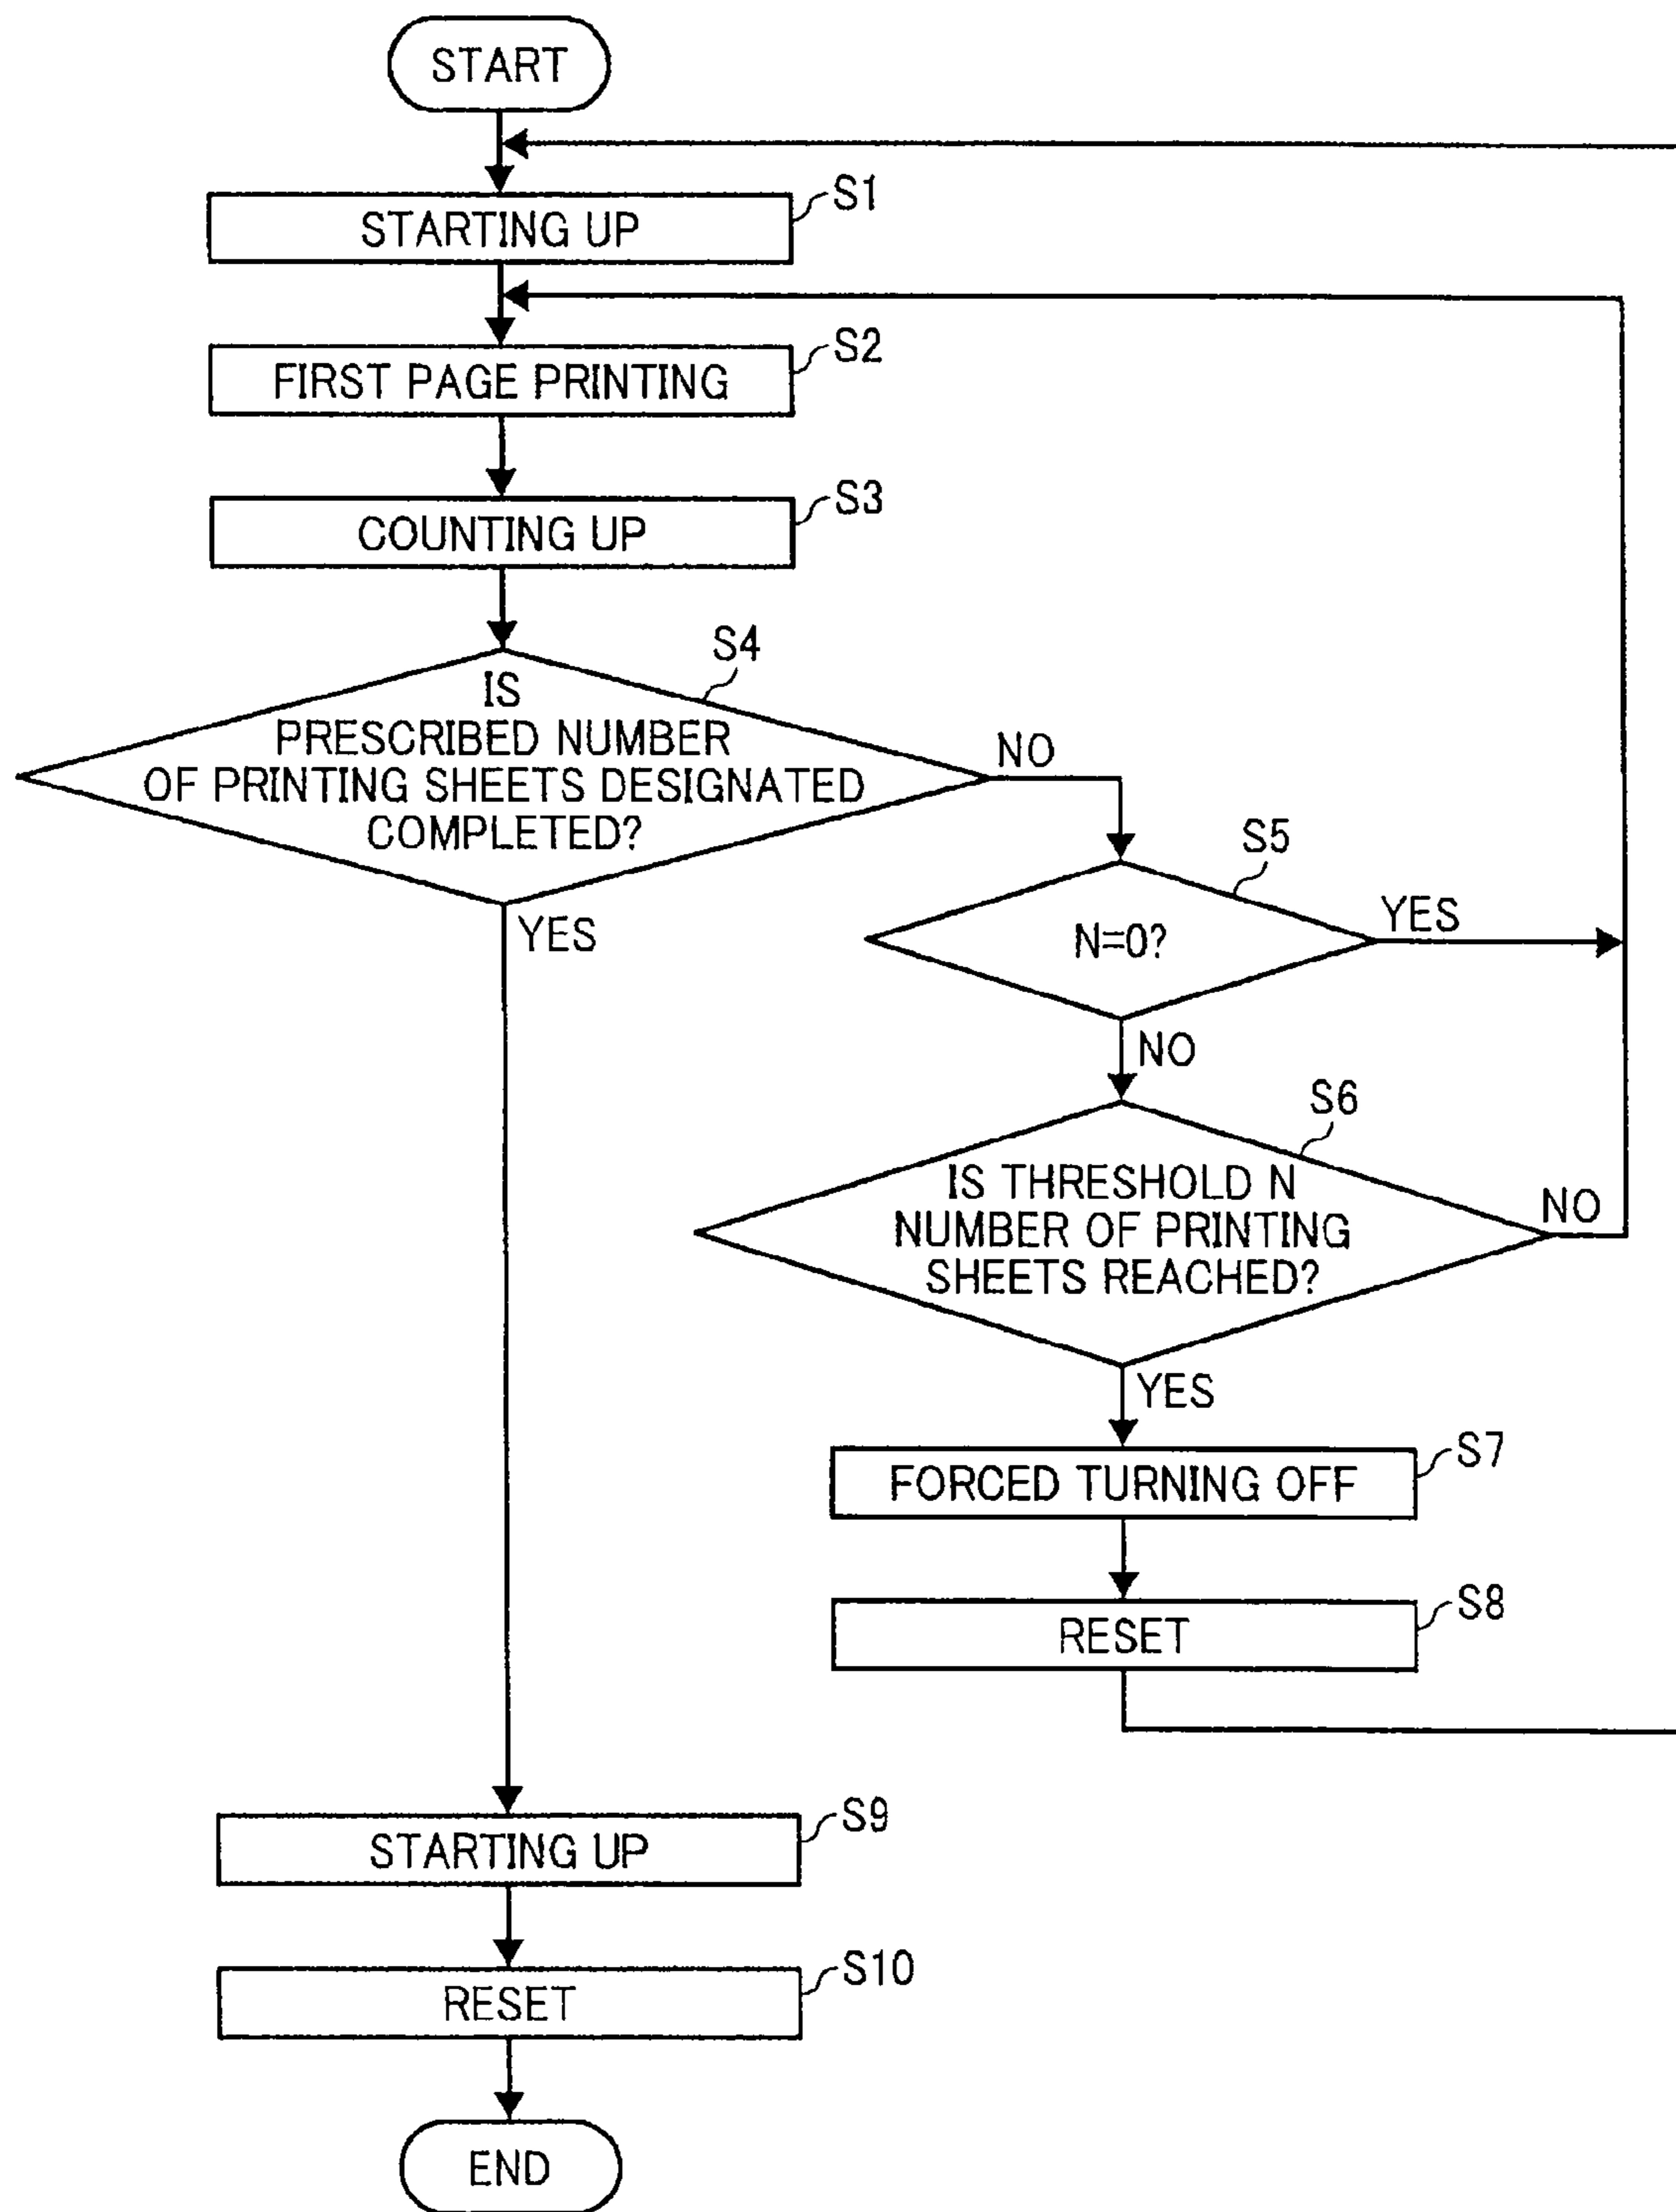 START
S1
STARTING UP
S2
FIRST PAGE PRINTING
S3
COUNTING UP
S4
IS
PRESCRIBED NUMBER
OF PRINTING SHEETS DESIGNATED
COMPLETED?
NO
YES
S5
N=0?
YES
NO
S6
IS THRESHOLD N
NUMBER OF PRINTING
SHEETS REACHED?
NO
YES
S7
FORCED TURNING OFF
S8
RESET
S9
STARTING UP
S10
RESET
END